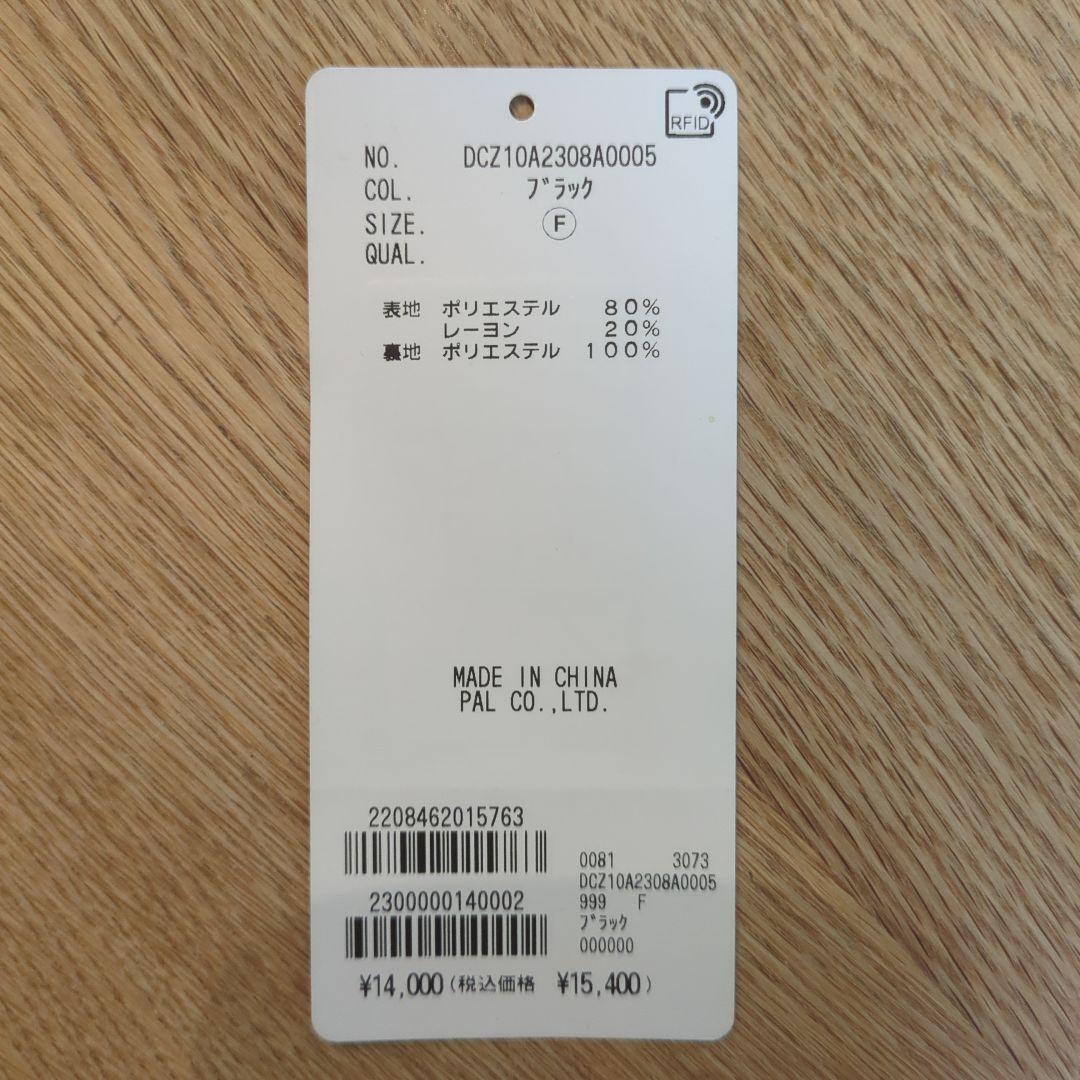 RFID
NO. DCZ10A2308A0005
COL. ﾌﾞﾗｯｸ
SIZE. Ⓕ
QUAL.
表地 ポリエステル 80%
レーヨン 20%
裏地 ポリエステル 100%
MADE IN CHINA
PAL CO.,LTD.
2208462015763
2300000140002
0081 3073
DCZ10A2308A0005
999 F
ﾌﾞﾗｯｸ
000000
¥14,000(税込価格 ¥15,400)